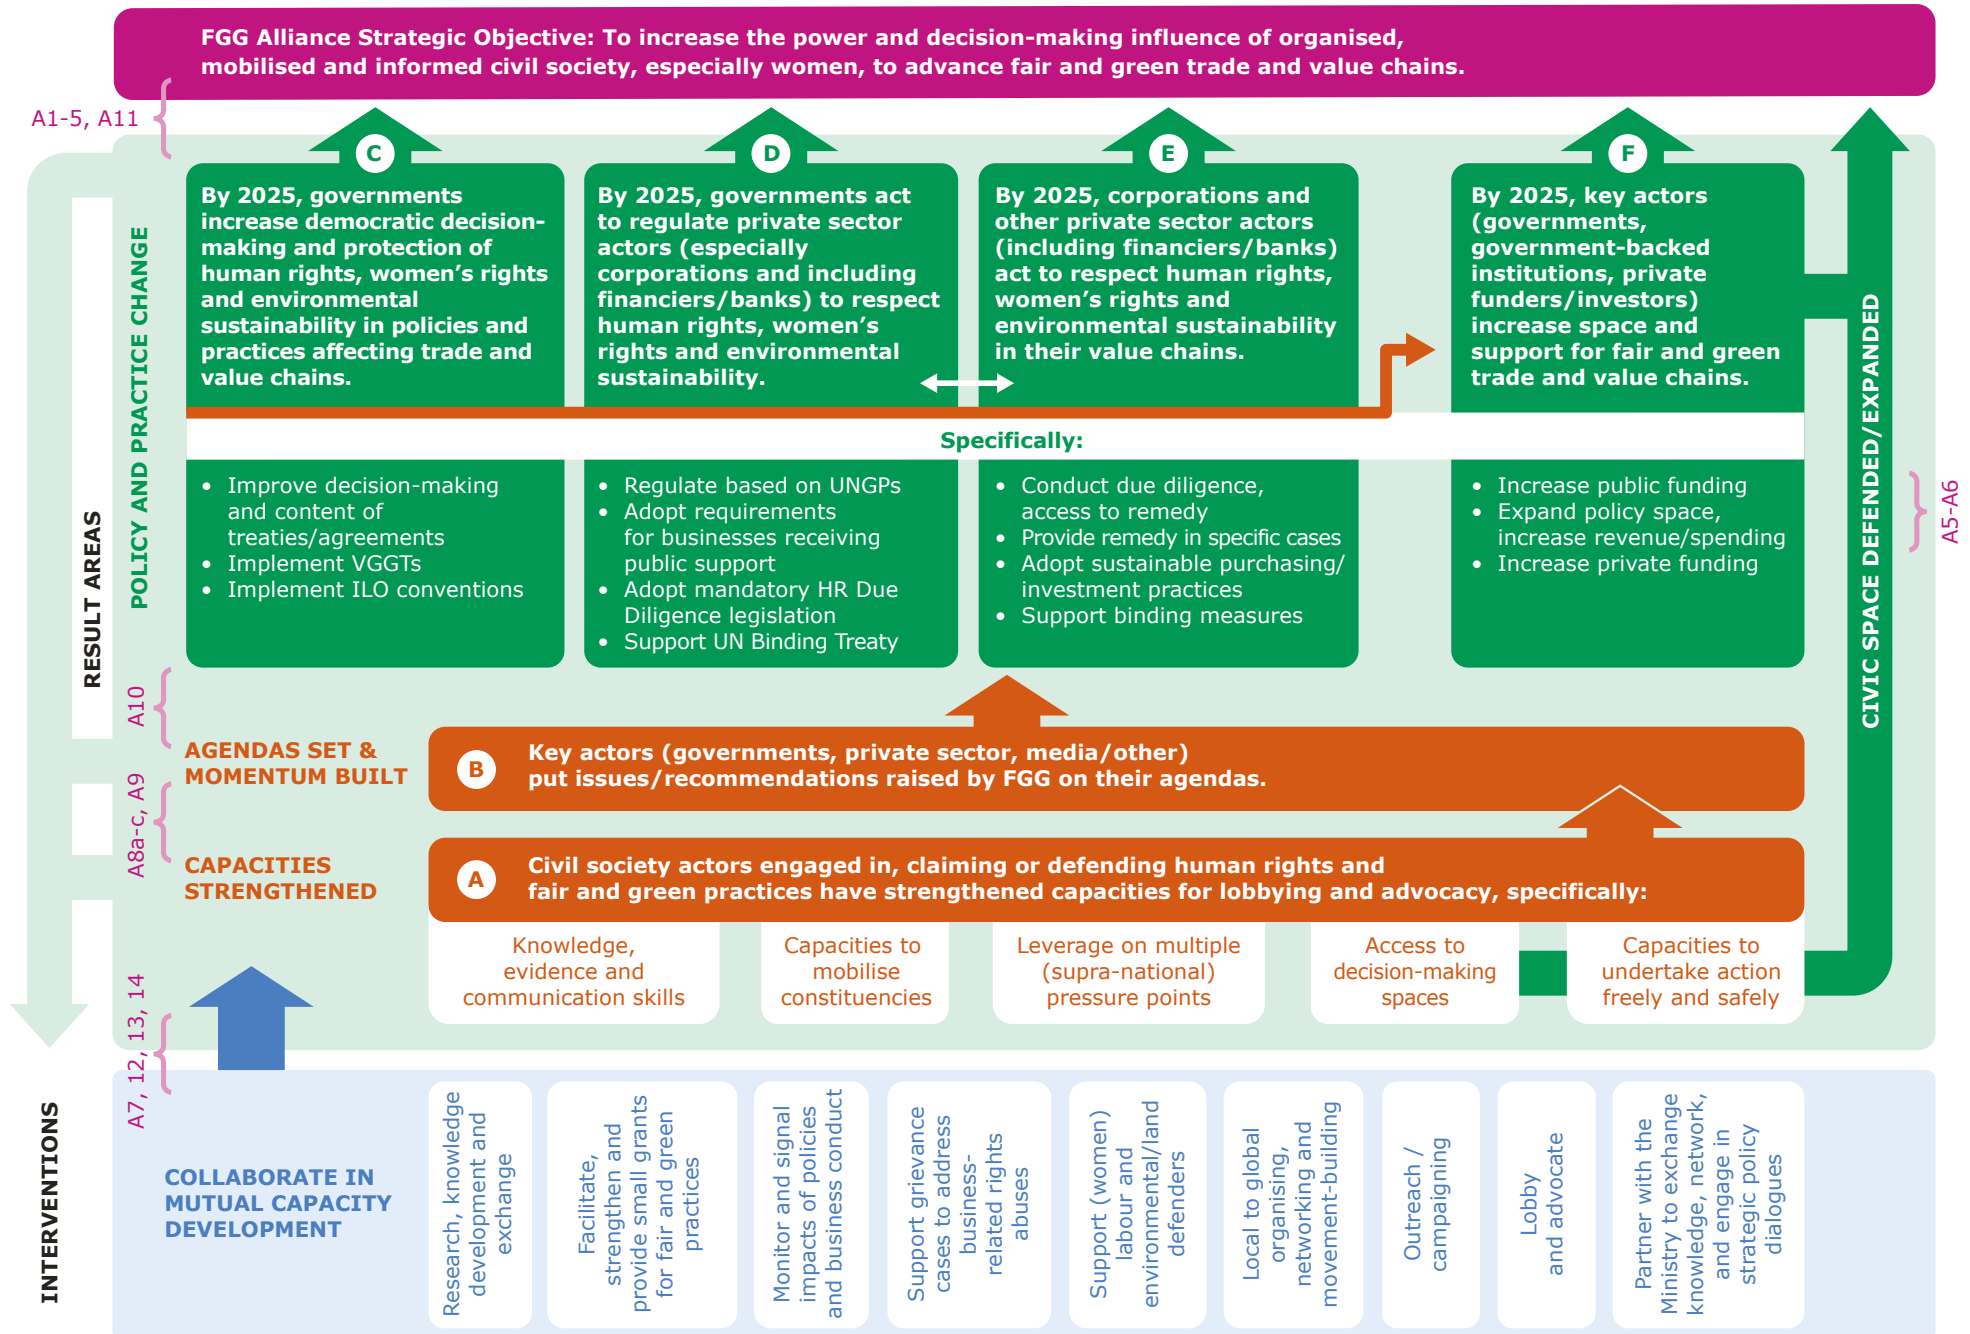 FGG Alliance Strategic Objective: To increase the power and decision-making influence of organised,
mobilised and informed civil society, especially women, to advance fair and green trade and value chains.
A1-5, A11
RESULT AREAS
POLICY AND PRACTICE CHANGE
C
By 2025, governments
increase democratic decision-
making and protection of
human rights, women’s rights
and environmental
sustainability in policies and
practices affecting trade and
value chains.
D
By 2025, governments act
to regulate private sector
actors (especially
corporations and including
financiers/banks) to respect
human rights, women’s
rights and environmental
sustainability.
E
By 2025, corporations and
other private sector actors
(including financiers/banks)
act to respect human rights,
women’s rights and
environmental sustainability
in their value chains.
F
By 2025, key actors
(governments,
government-backed
institutions, private
funders/investors)
increase space and
support for fair and green
trade and value chains.
Specifically:
• Improve decision-making
and content of
treaties/agreements
• Implement VGGTs
• Implement ILO conventions
• Regulate based on UNGPs
• Adopt requirements
for businesses receiving
public support
• Adopt mandatory HR Due
Diligence legislation
• Support UN Binding Treaty
• Conduct due diligence,
access to remedy
• Provide remedy in specific cases
• Adopt sustainable purchasing/
investment practices
• Support binding measures
• Increase public funding
• Expand policy space,
increase revenue/spending
• Increase private funding
CIVIC SPACE DEFENDED/EXPANDED
A5-A6
A10
AGENDAS SET &
MOMENTUM BUILT
B
Key actors (governments, private sector, media/other)
put issues/recommendations raised by FGG on their agendas.
A8a-c, A9
CAPACITIES
STRENGTHENED
A
Civil society actors engaged in, claiming or defending human rights and
fair and green practices have strengthened capacities for lobbying and advocacy, specifically:
Knowledge,
evidence and
communication skills
Capacities to
mobilise
constituencies
Leverage on multiple
(supra-national)
pressure points
Access to
decision-making
spaces
Capacities to
undertake action
freely and safely
A7, 12, 13, 14
INTERVENTIONS
COLLABORATE IN
MUTUAL CAPACITY
DEVELOPMENT
Research, knowledge
development and
exchange
Facilitate,
strengthen and
provide small grants
for fair and green
practices
Monitor and signal
impacts of policies
and business conduct
Support grievance
cases to address
business-
related rights
abuses
Support (women)
labour and
environmental/land
defenders
Local to global
organising,
networking and
movement-building
Outreach /
campaigning
Lobby
and advocate
Partner with the
Ministry to exchange
knowledge, network,
and engage in
strategic policy
dialogues